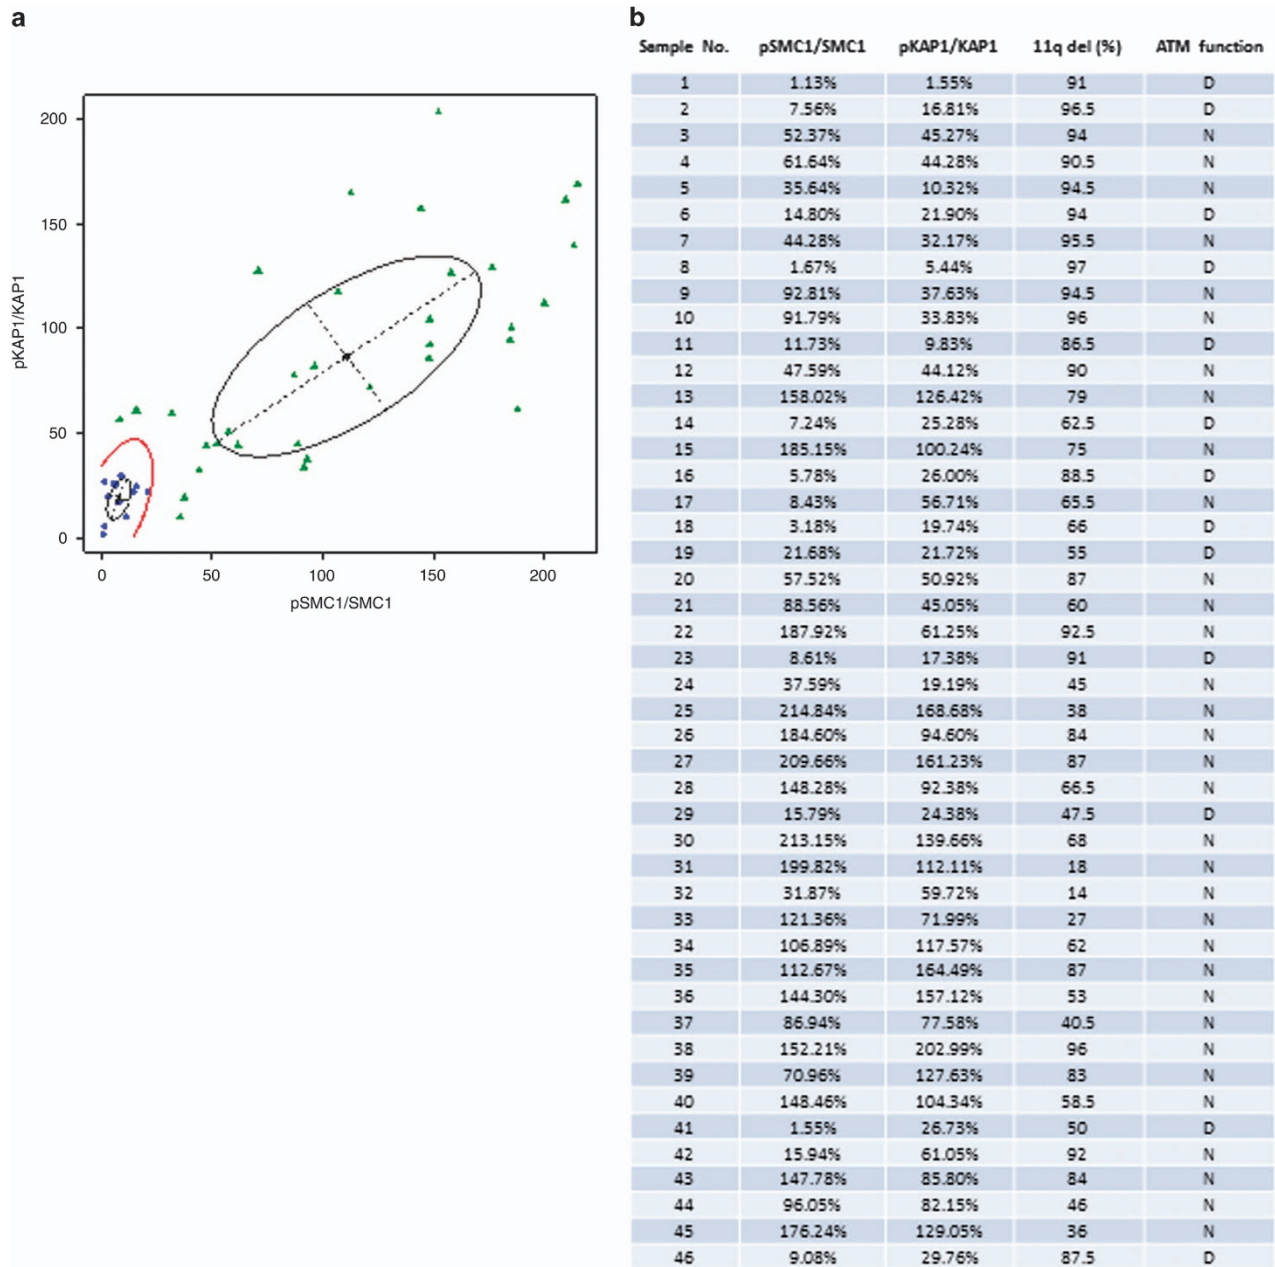 a
200
150
100
50
0
pKAP1/KAP1
0 50 100 150 200
pSMC1/SMC1
b
Sample No. pSMC1/SMC1 pKAP1/KAP1 11q del (%) ATM function
1 1.13% 1.55% 91 D
2 7.56% 16.81% 96.5 D
3 52.37% 45.27% 94 N
4 61.64% 44.28% 90.5 N
5 35.64% 10.32% 94.5 N
6 14.80% 21.90% 94 D
7 44.28% 32.17% 95.5 N
8 1.67% 5.44% 97 D
9 92.81% 37.63% 94.5 N
10 91.79% 33.83% 96 N
11 11.73% 9.83% 86.5 D
12 47.59% 44.12% 90 N
13 158.02% 126.42% 79 N
14 7.24% 25.28% 62.5 D
15 185.15% 100.24% 75 N
16 5.78% 26.00% 88.5 D
17 8.43% 56.71% 65.5 N
18 3.18% 19.74% 66 D
19 21.68% 21.72% 55 D
20 57.52% 50.92% 87 N
21 88.56% 45.05% 60 N
22 187.92% 61.25% 92.5 N
23 8.61% 17.38% 91 D
24 37.59% 19.19% 45 N
25 214.84% 168.68% 38 N
26 184.60% 94.60% 84 N
27 209.66% 161.23% 87 N
28 148.28% 92.38% 66.5 N
29 15.79% 24.38% 47.5 D
30 213.15% 139.66% 68 N
31 199.82% 112.11% 18 N
32 31.87% 59.72% 14 N
33 121.36% 71.99% 27 N
34 106.89% 117.57% 62 N
35 112.67% 164.49% 87 N
36 144.30% 157.12% 53 N
37 86.94% 77.58% 40.5 N
38 152.21% 202.99% 96 N
39 70.96% 127.63% 83 N
40 148.46% 104.34% 58.5 N
41 1.55% 26.73% 50 D
42 15.94% 61.05% 92 N
43 147.78% 85.80% 84 N
44 96.05% 82.15% 46 N
45 176.24% 129.05% 36 N
46 9.08% 29.76% 87.5 D